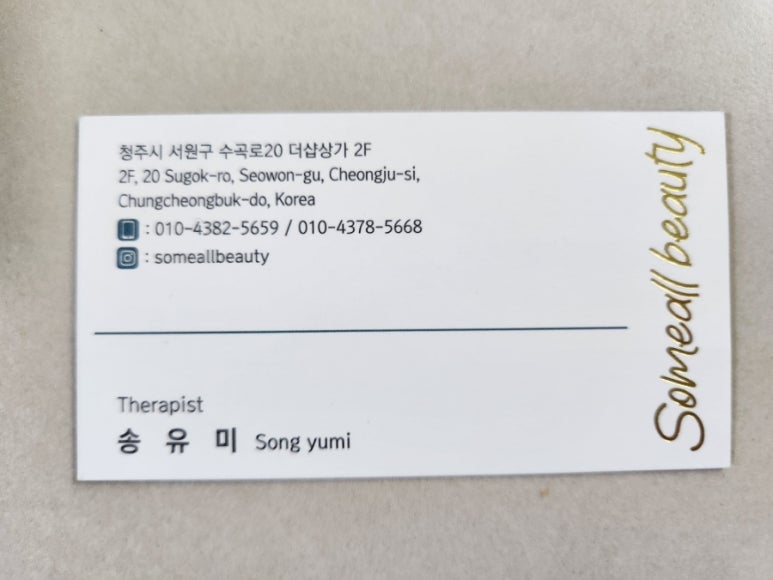 청주시 서원구 수곡로20 더샵상가 2F
2F, 20 Sugok-ro, Seowon-gu, Cheongju-si,
Chungcheongbuk-do, Korea
: 010-4382-5659 / 010-4378-5668
: someallbeauty
Therapist
송 유 미 Song yumi
Someall beauty